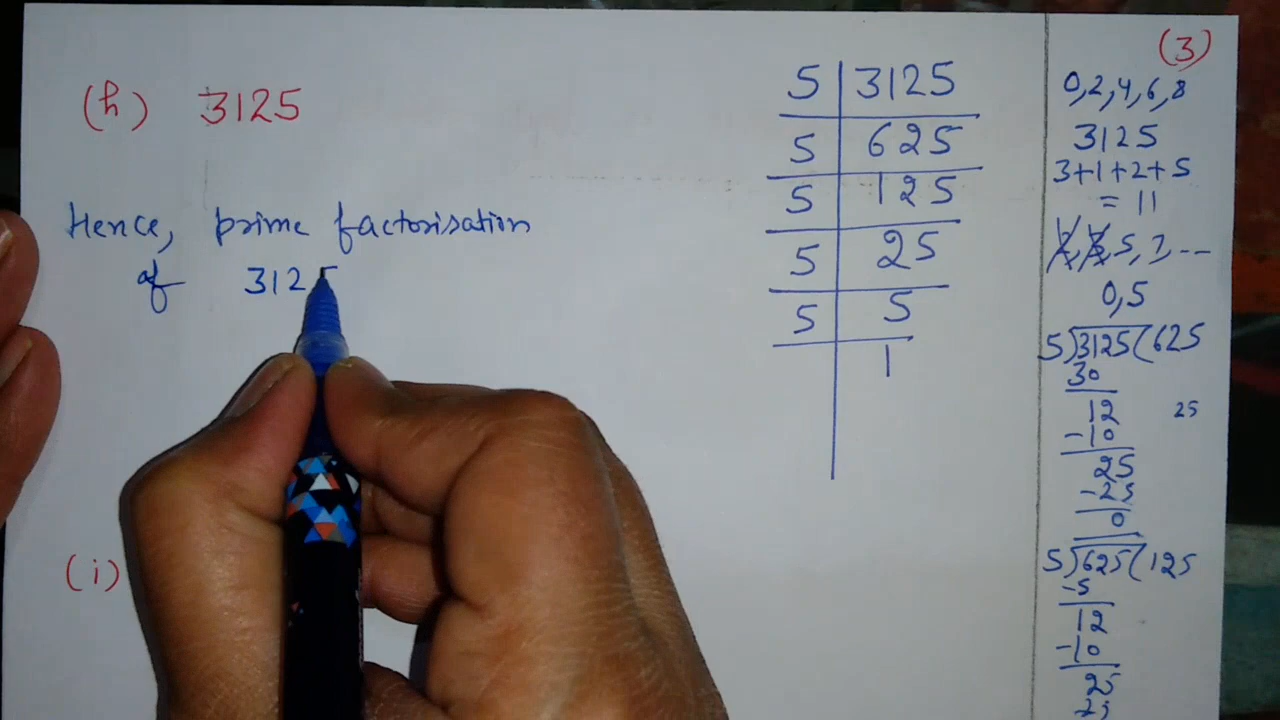 (3)
(h) 3125
Hence, prime factorisation
of 3125
(i)
5 | 3125
5 | 625
5 | 125
5 | 25
5 | 5
1
0,2,4,6,8
3125
3+1+2+5
= 11
2,3,5,7,---
0,5
5)3125(625
30
12
-10
25
-25
0
25
5)625(125
-5
12
-10
25